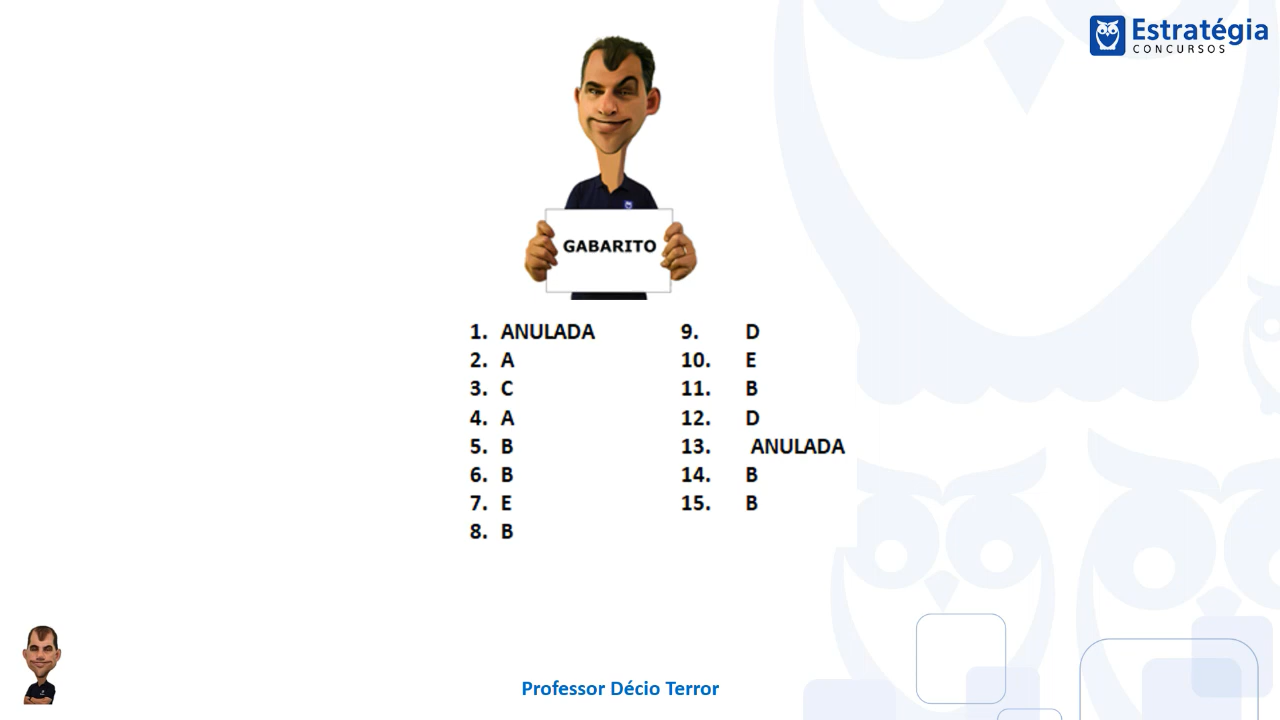 Estratégia
CONCURSOS
GABARITO
1. ANULADA
2. A
3. C
4. A
5. B
6. B
7. E
8. B
9. D
10. E
11. B
12. D
13. ANULADA
14. B
15. B
Professor Décio Terror